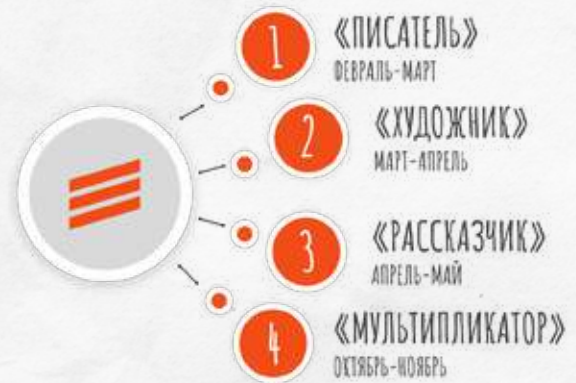 1
«ПИСАТЕЛЬ»
ФЕВРАЛЬ-МАРТ
2
«ХУДОЖНИК»
МАРТ-АПРЕЛЬ
3
«РАССКАЗЧИК»
АПРЕЛЬ-МАЙ
4
«МУЛЬТИПЛИКАТОР»
ОКТЯБРЬ-НОЯБРЬ